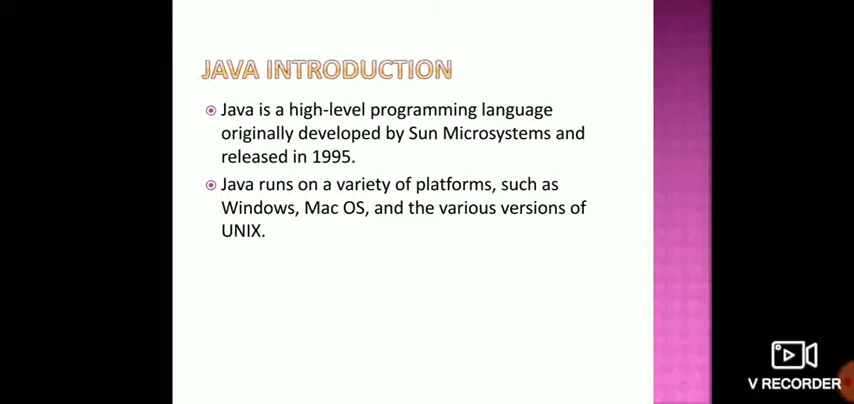 JAVA INTRODUCTION
Java is a high-level programming language
originally developed by Sun Microsystems and
released in 1995.
Java runs on a variety of platforms, such as
Windows, Mac OS, and the various versions of
UNIX.
V RECORDER